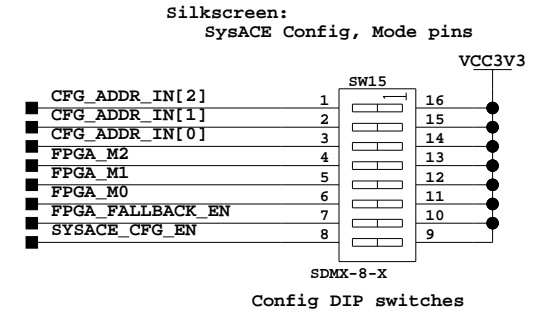 Silkscreen:
SysACE Config, Mode pins
VCC3V3
SW15
CFG_ADDR_IN[2] 1 16
CFG_ADDR_IN[1] 2 15
CFG_ADDR_IN[0] 3 14
FPGA_M2 4 13
FPGA_M1 5 12
FPGA_M0 6 11
FPGA_FALLBACK_EN 7 10
SYSACE_CFG_EN 8 9
SDMX-8-X
Config DIP switches